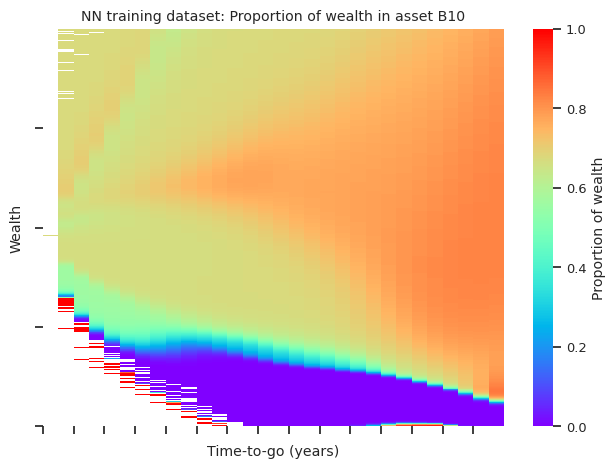 NN training dataset: Proportion of wealth in asset B10
Wealth
Time-to-go (years)
1.0
0.8
0.6
0.4
0.2
0.0
Proportion of wealth